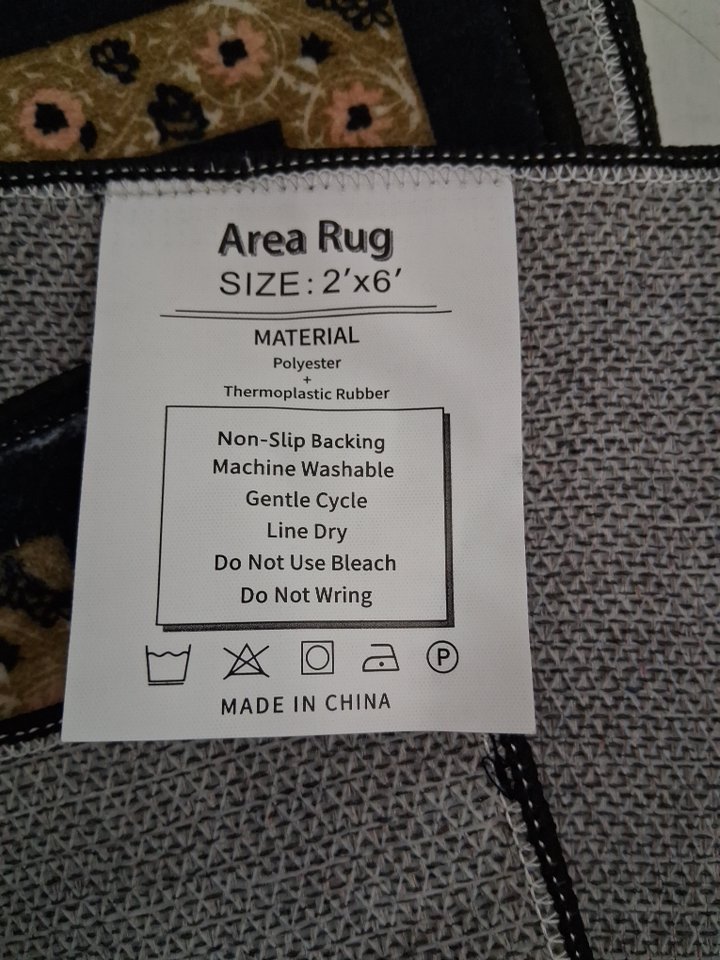 Area Rug
SIZE: 2'x6'
MATERIAL
Polyester
+
Thermoplastic Rubber
Non-Slip Backing
Machine Washable
Gentle Cycle
Line Dry
Do Not Use Bleach
Do Not Wring
P
MADE IN CHINA